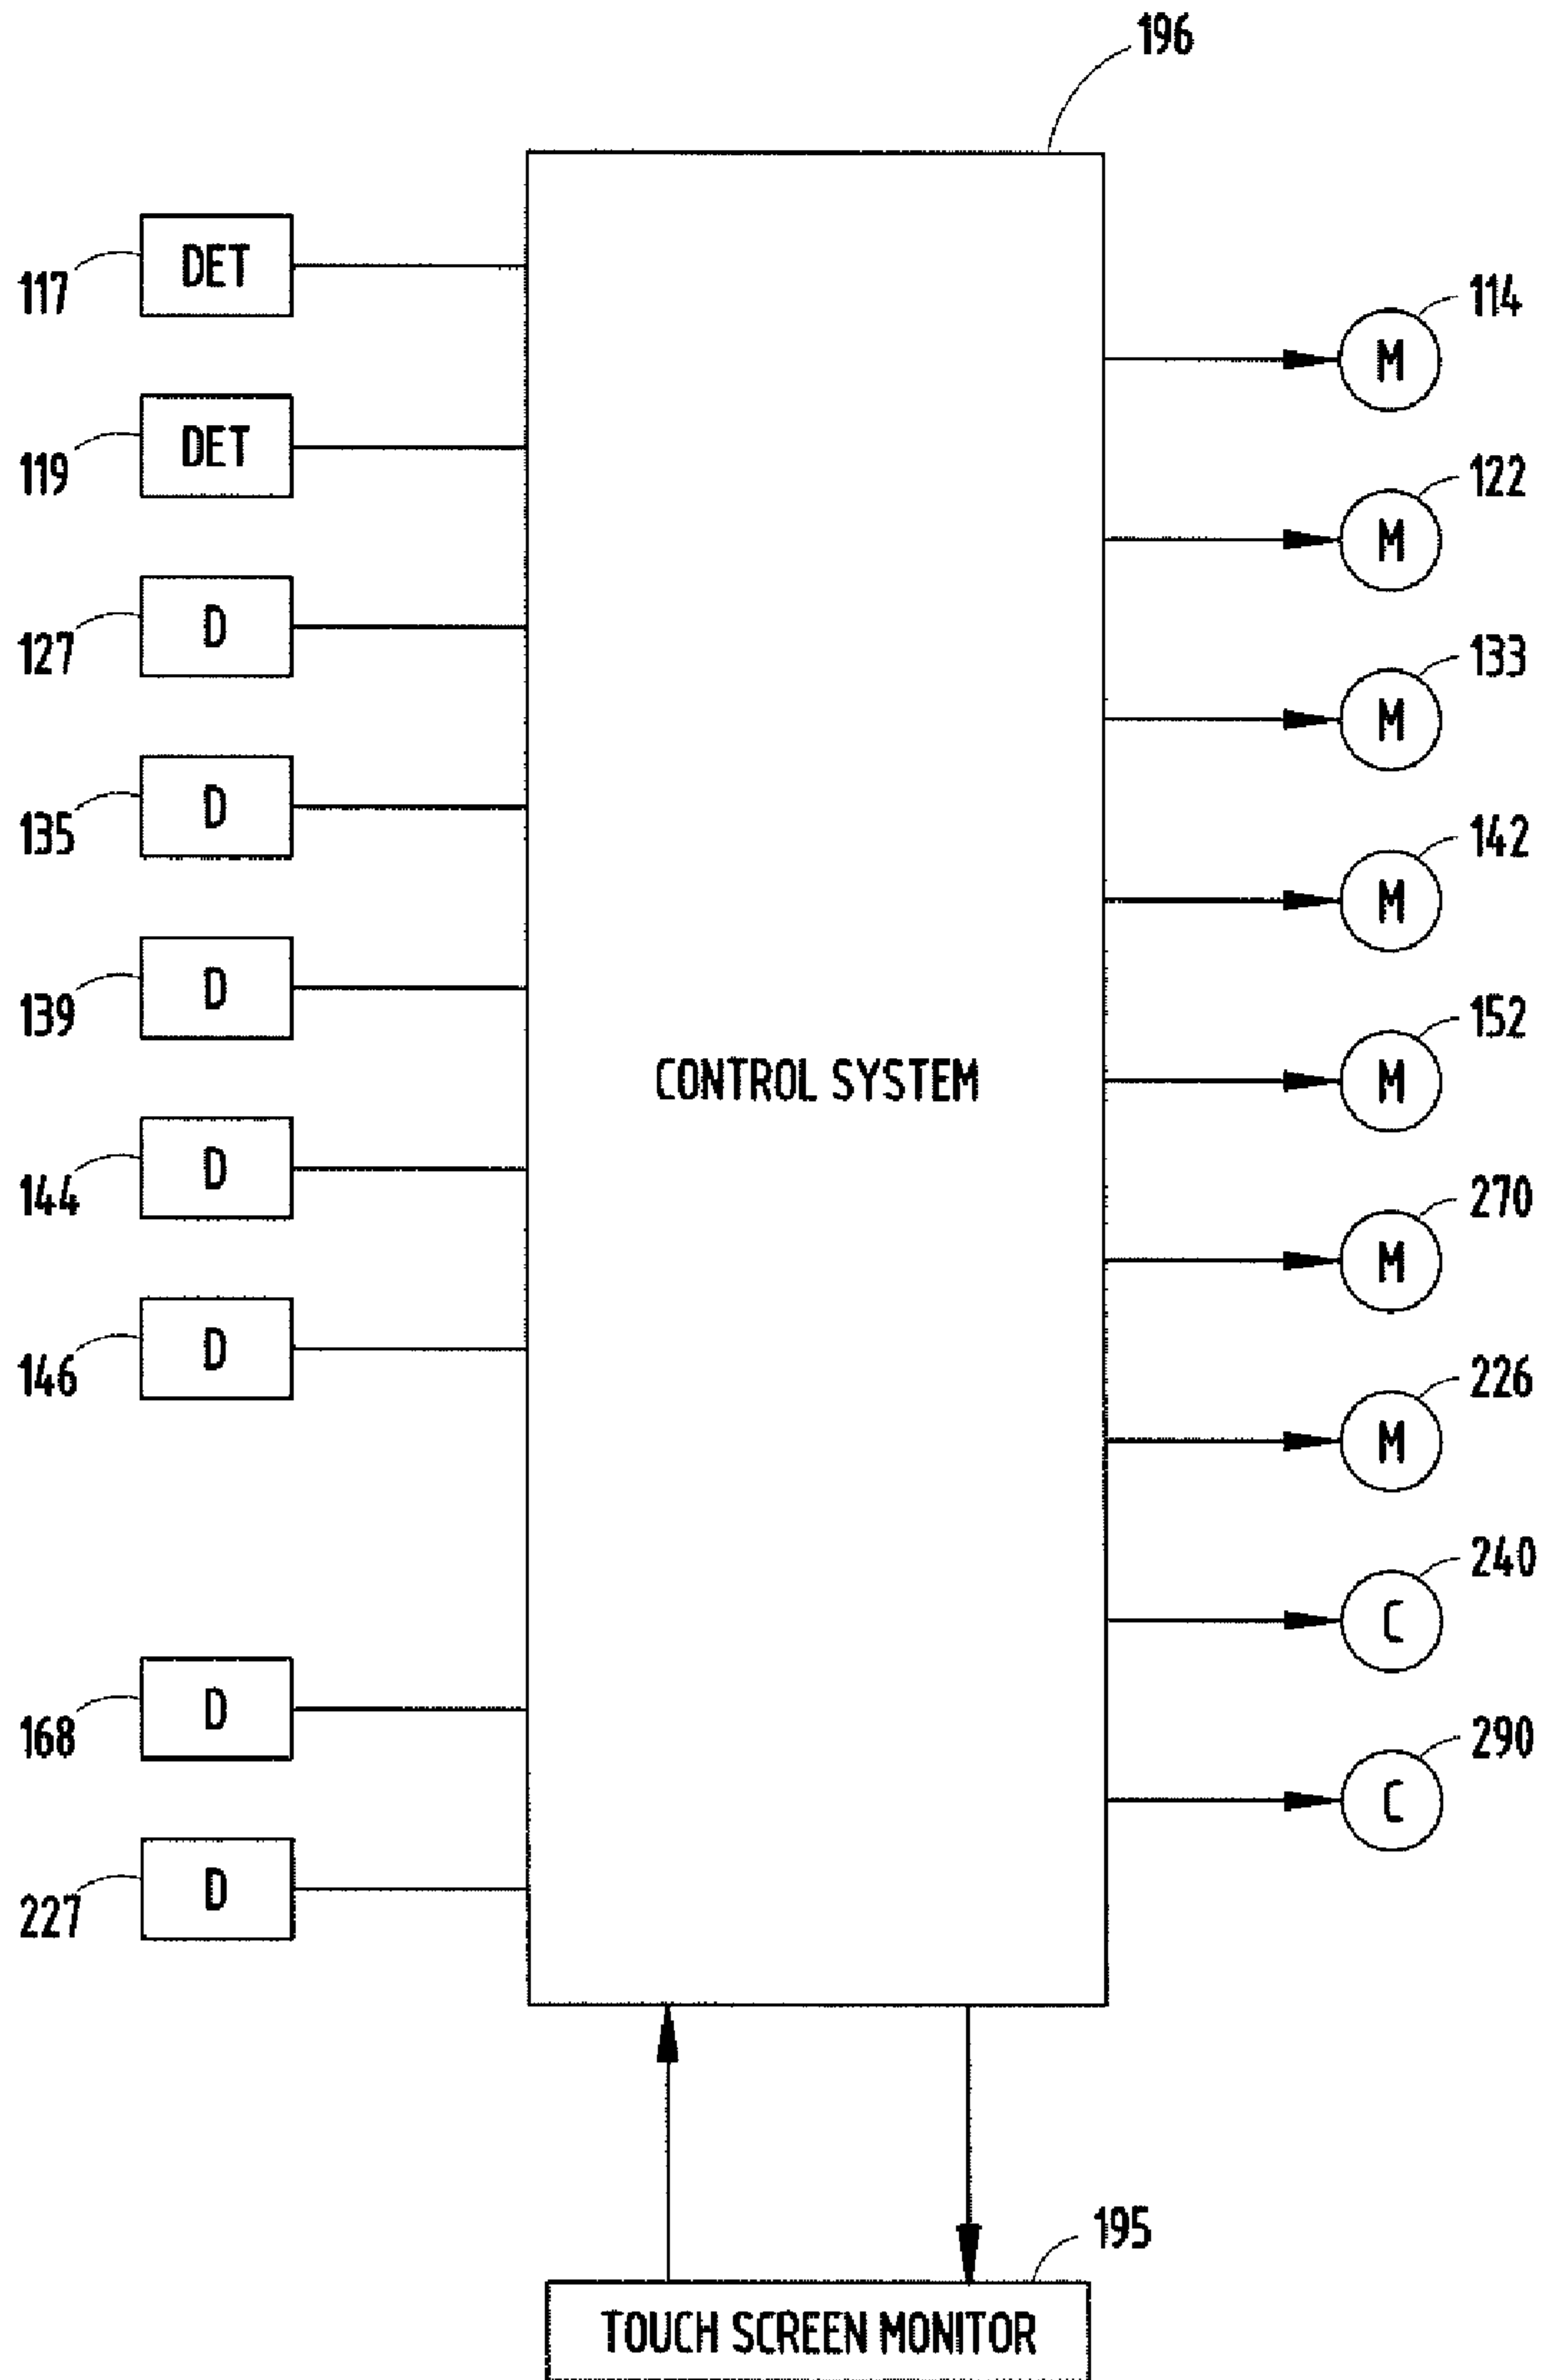 196
DET
117
114
M
DET
119
122
M
D
127
133
M
D
135
142
M
D
139
152
M
CONTROL SYSTEM
D
144
270
M
D
146
226
M
240
C
D
168
290
C
D
227
195
TOUCH SCREEN MONITOR